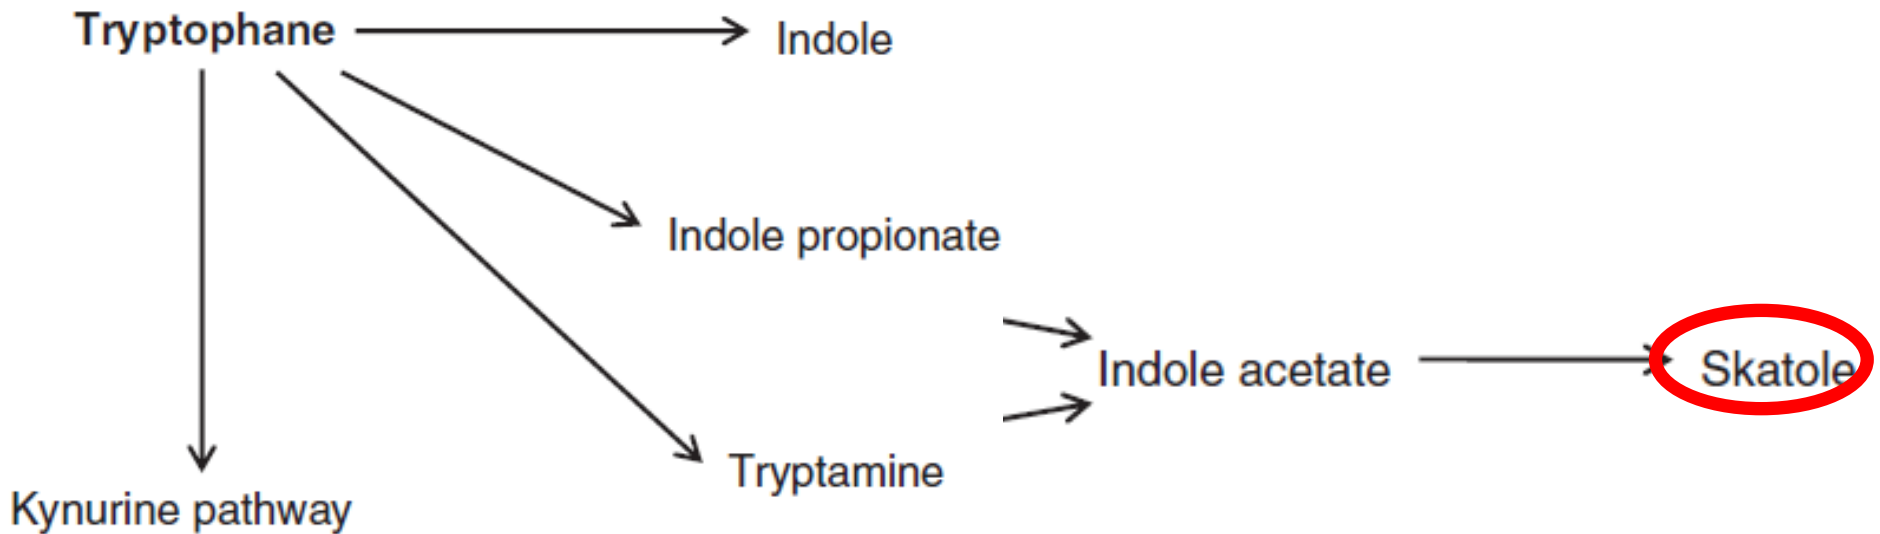 Tryptophane
Indole
Indole propionate
Indole acetate
Skatole
Tryptamine
Kynurine pathway